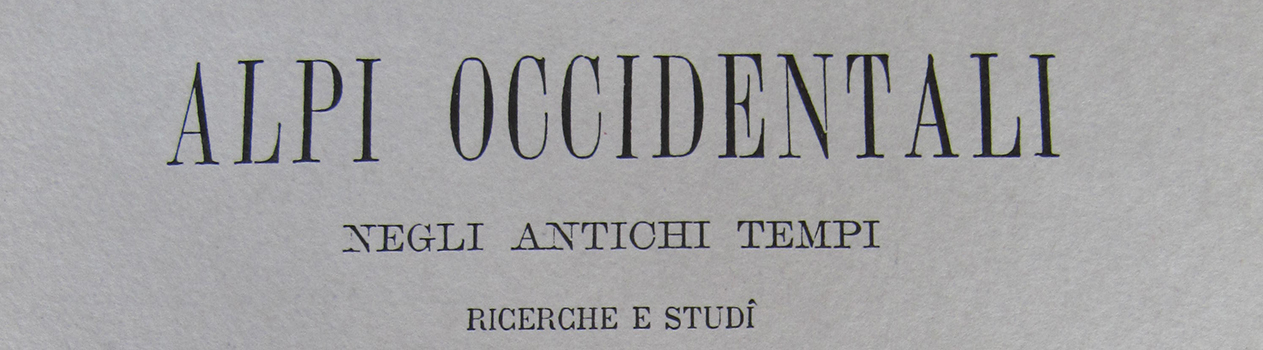 ALPI OCCIDENTALI
NEGLI ANTICHI TEMPI
RICERCHE E STUDÎ